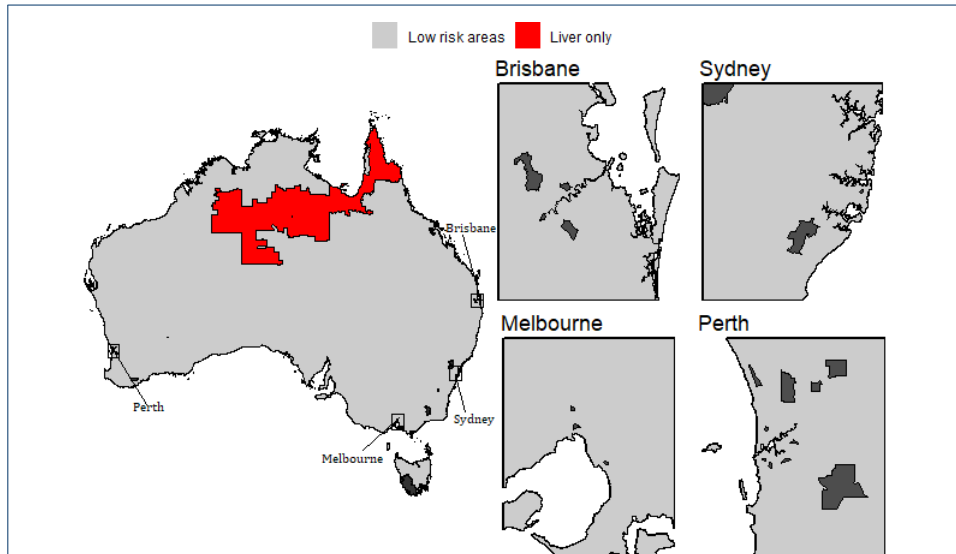 Low risk areas
Liver only
Brisbane
Sydney
Brisbane
Perth
Sydney
Melbourne
Melbourne
Perth